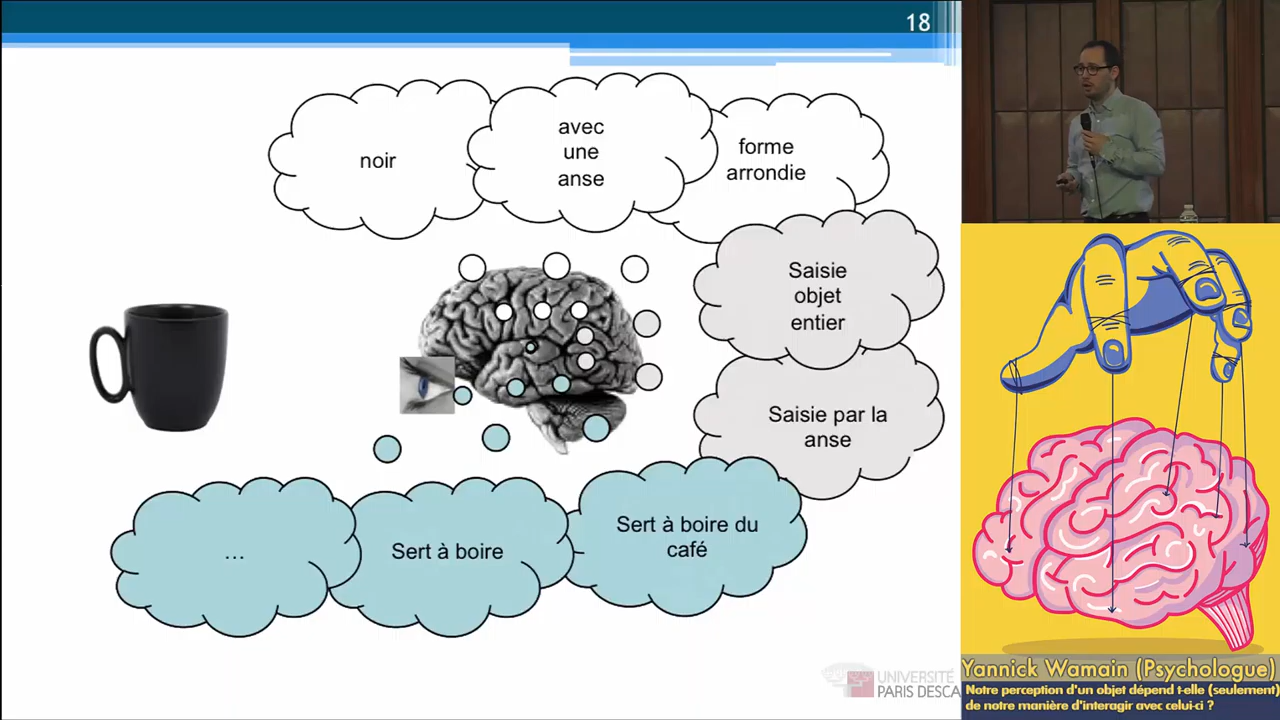 18
noir
avec
une
anse
forme
arrondie
Saisie
objet
entier
Saisie par la
anse
Sert à boire du
café
Sert à boire
...
UNIVERSITÉ
PARIS DESCA
Yannick Wamain (Psychologue)
Notre perception d'un objet dépend t-elle (seulement)
de notre manière d'interagir avec celui-ci ?